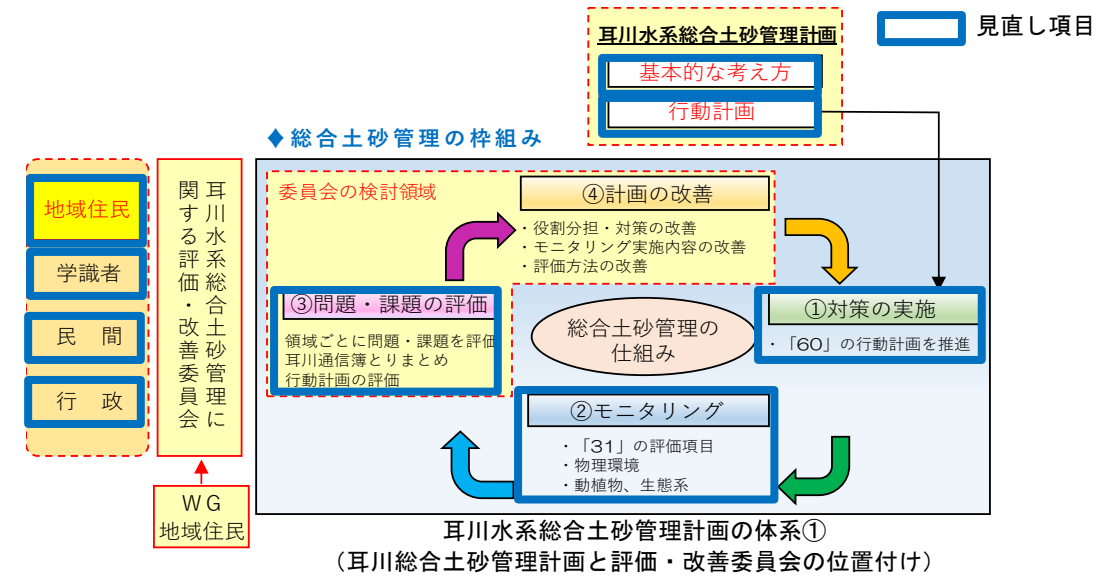 耳川水系総合土砂管理計画
基本的な考え方
行動計画
見直し項目
♦総合土砂管理の枠組み
地域住民
学識者
民 間
行 政
耳川水系総合土砂管理に
関する評価・改善委員会
WG
地域住民
委員会の検討領域
④計画の改善
・役割分担・対策の改善
・モニタリング実施内容の改善
・評価方法の改善
③問題・課題の評価
領域ごとに問題・課題を評価
耳川通信簿とりまとめ
行動計画の評価
総合土砂管理の
仕組み
①対策の実施
・「60」の行動計画を推進
②モニタリング
・「31」の評価項目
・物理環境
・動植物、生態系
耳川水系総合土砂管理計画の体系①
（耳川総合土砂管理計画と評価・改善委員会の位置付け）